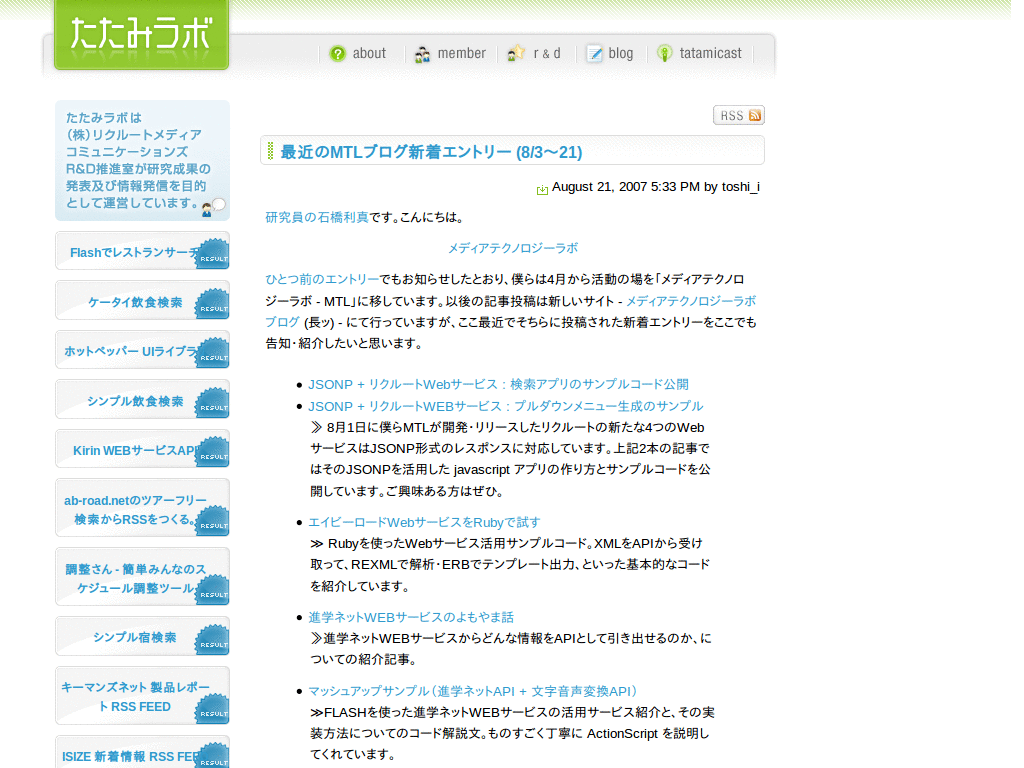 たたみラボ
about
member
r & d
blog
tatamicast
たたみラボは
（株）リクルートメディア
コミュニケーションズ
R&D推進室が研究成果の
発表及び情報発信を目的
として運営しています。
RSS
最近のMTLブログ新着エントリー (8/3〜21)
August 21, 2007 5:33 PM by toshi_i
研究員の石橋利真です。こんにちは。
メディアテクノロジーラボ
ひとつ前のエントリーでもお知らせしたとおり、僕らは4月から活動の場を「メディアテクノロ
ジーラボ - MTL」に移しています。以後の記事投稿は新しいサイト - メディアテクノロジーラボ
ブログ (長ッ) - にて行っていますが、ここ最近でそちらに投稿された新着エントリーをここでも
告知・紹介したいと思います。
JSONP + リクルートWebサービス : 検索アプリのサンプルコード公開
JSONP + リクルートWEBサービス : プルダウンメニュー生成のサンプル
≫ 8月1日に僕らMTLが開発・リリースしたリクルートの新たな4つのWeb
サービスはJSONP形式のレスポンスに対応しています。上記2本の記事で
はそのJSONPを活用した javascript アプリの作り方とサンプルコードを公
開しています。ご興味ある方はぜひ。
エイビーロードWebサービスをRubyで試す
≫ Rubyを使ったWebサービス活用サンプルコード。XMLをAPIから受け
取って、REXMLで解析・ERBでテンプレート出力、といった基本的なコード
を紹介しています。
進学ネットWEBサービスのよもやま話
≫進学ネットWEBサービスからどんな情報をAPIとして引き出せるのか、に
ついての紹介記事。
マッシュアップサンプル（進学ネットAPI + 文字音声変換API）
≫FLASHを使った進学ネットWEBサービスの活用サービス紹介と、その実
装方法についてのコード解説文。ものすごく丁寧に ActionScript を説明し
てくれています。
Flashでレストランサーチ
RESULT
ケータイ飲食検索
RESULT
ホットペッパー UIライブラ
RESULT
シンプル飲食検索
RESULT
Kirin WEBサービスAPI
RESULT
ab-road.netのツアーフリー
検索からRSSをつくる。
RESULT
調整さん - 簡単みんなのス
ケジュール調整ツール
RESULT
シンプル宿検索
RESULT
キーマンズネット 製品レポー
ト RSS FEED
RESULT
ISIZE 新着情報 RSS FEE
RESULT